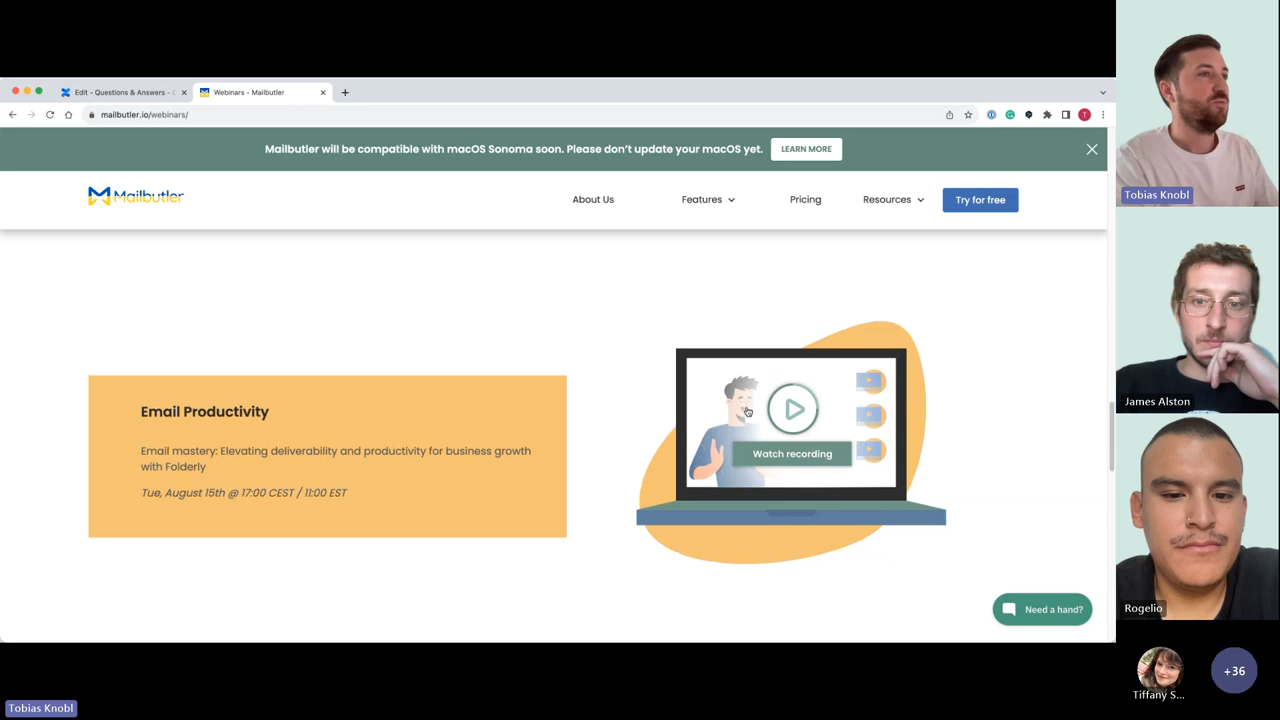 Edit - Questions & Answers - C
Webinars - Mailbutler
mailbutler.io/webinars/
T
Mailbutler will be compatible with macOS Sonoma soon. Please don't update your macOS yet.
LEARN MORE
Mailbutler
About Us
Features
Pricing
Resources
Try for free
Email Productivity
Email mastery: Elevating deliverability and productivity for business growth
with Folderly
Tue, August 15th @ 17:00 CEST / 11:00 EST
Watch recording
Need a hand?
Tobias Knobl
James Alston
Rogelio
Tiffany S...
+36
Tobias Knobl